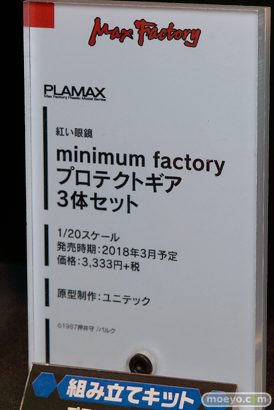 Max Factory
PLAMAX
Max Factory Plastic Model Series
紅い眼鏡
minimum factory
プロテクトギア
3体セット
1/20スケール
発売時期：2018年3月予定
価格：3,333円+税
原型制作：ユニテック
©1987押井守/バルク
組み立てキット
moeyo.com